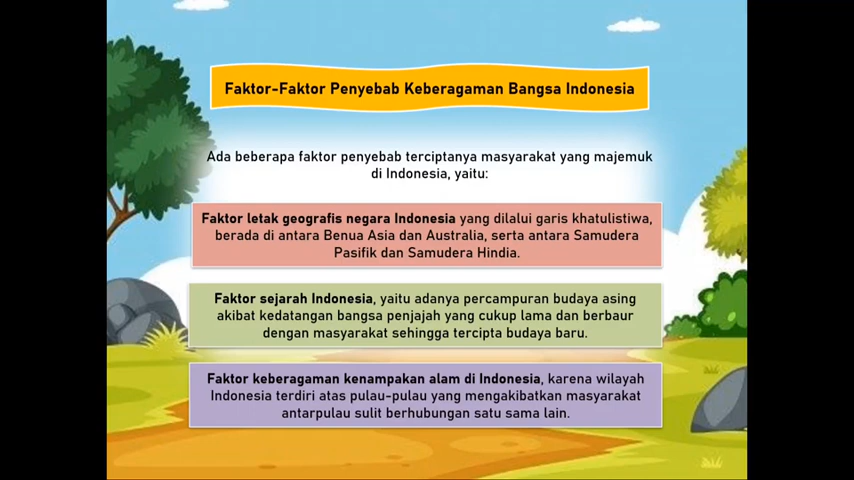 Faktor-Faktor Penyebab Keberagaman Bangsa Indonesia
Ada beberapa faktor penyebab terciptanya masyarakat yang majemuk
di Indonesia, yaitu:
Faktor letak geografis negara Indonesia yang dilalui garis khatulistiwa,
berada di antara Benua Asia dan Australia, serta antara Samudera
Pasifik dan Samudera Hindia.
Faktor sejarah Indonesia, yaitu adanya percampuran budaya asing
akibat kedatangan bangsa penjajah yang cukup lama dan berbaur
dengan masyarakat sehingga tercipta budaya baru.
Faktor keberagaman kenampakan alam di Indonesia, karena wilayah
Indonesia terdiri atas pulau-pulau yang mengakibatkan masyarakat
antarpulau sulit berhubungan satu sama lain.